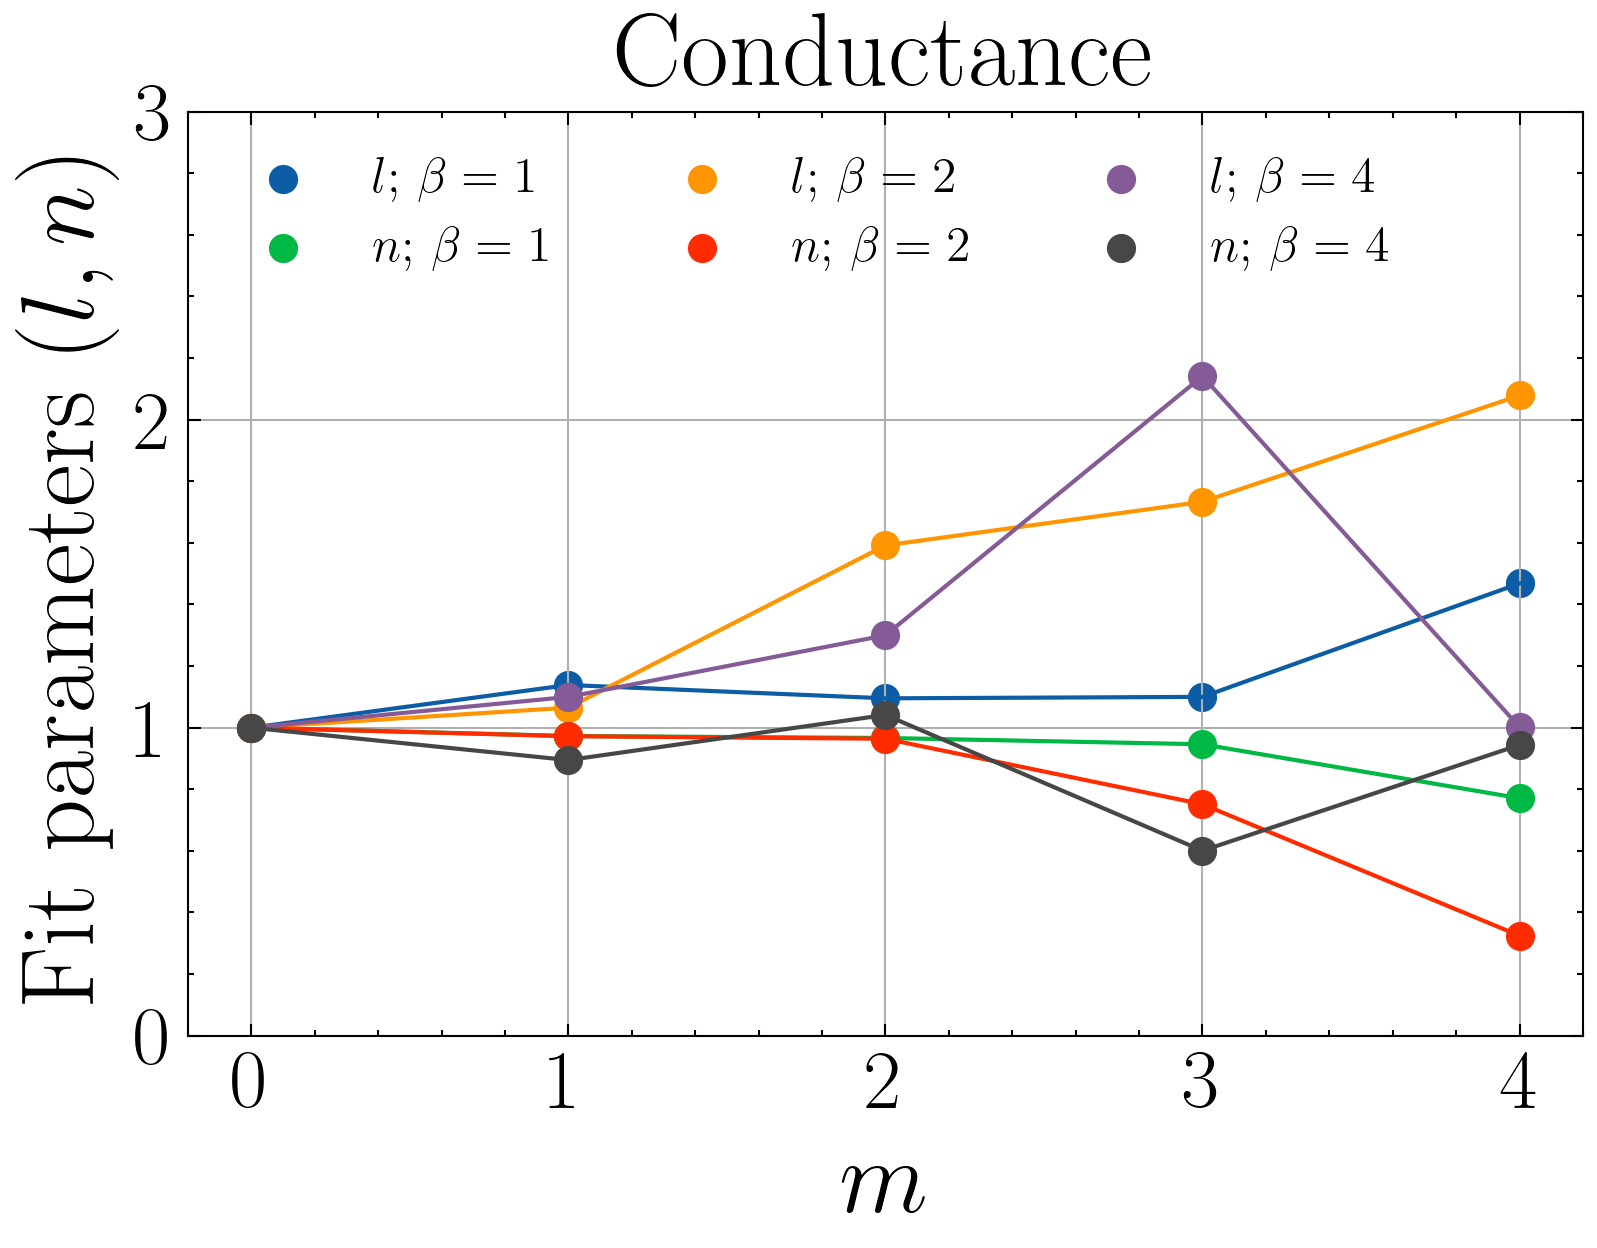 Conductance
3
2
1
0
Fit parameters (l, n)
l; β = 1
l; β = 2
l; β = 4
n; β = 1
n; β = 2
n; β = 4
0 1 2 3 4
m